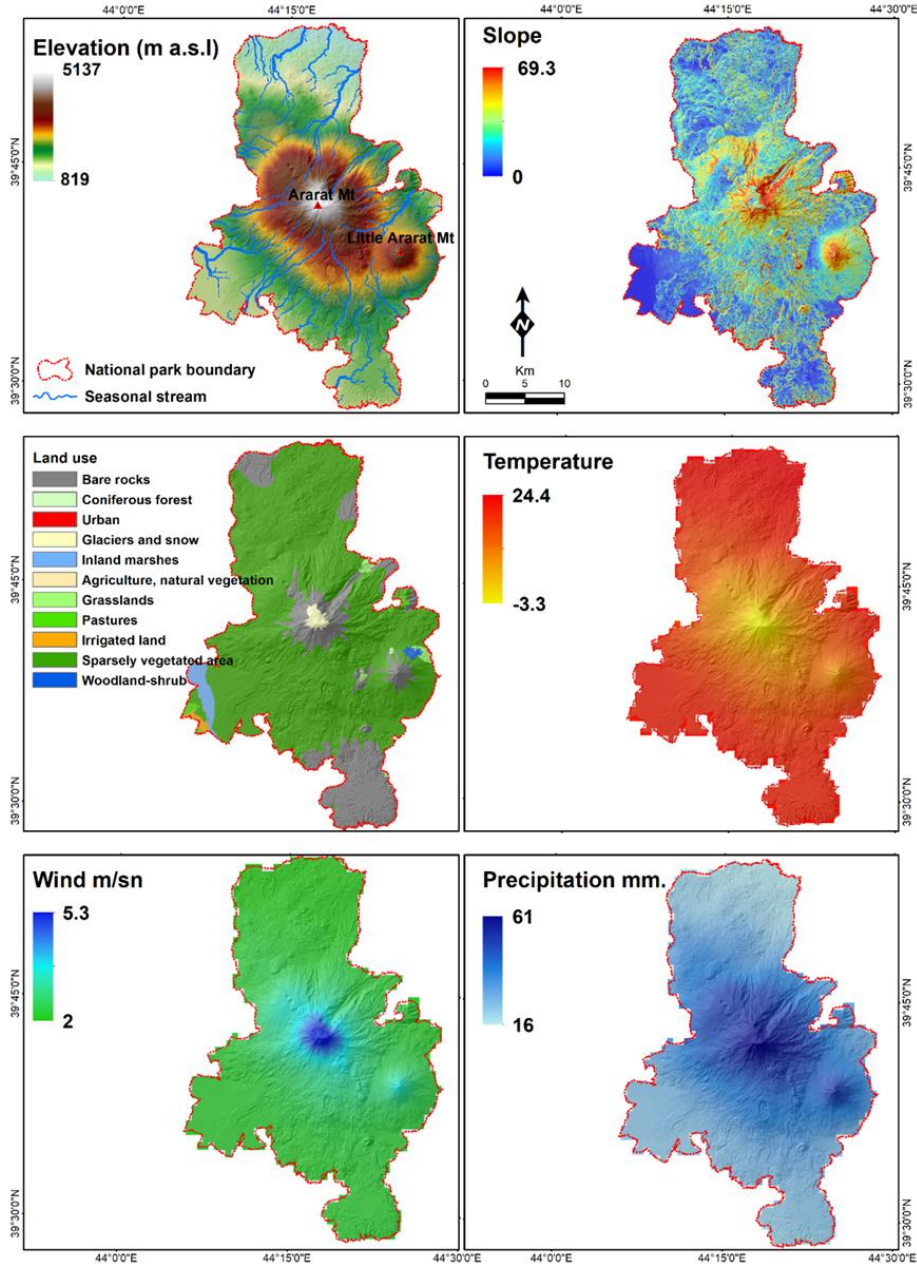 44°0'0"E
44°15'0"E
44°0'0"E
44°15'0"E
44°30'0"E
Elevation (m a.s.l)
5137
819
39°45'0"N
39°30'0"N
Ararat Mt
Little Ararat Mt
National park boundary
Seasonal stream
Slope
69.3
0
N
Km
0 5 10
39°45'0"N
39°30'0"N
Land use
Bare rocks
Coniferous forest
Urban
Glaciers and snow
Inland marshes
Agriculture, natural vegetation
Grasslands
Pastures
Irrigated land
Sparsely vegetated area
Woodland-shrub
39°45'0"N
39°30'0"N
Temperature
24.4
-3.3
39°45'0"N
39°30'0"N
Wind m/sn
5.3
2
39°45'0"N
39°30'0"N
Precipitation mm.
61
16
39°45'0"N
39°30'0"N
44°0'0"E
44°15'0"E
44°30'0"E
44°0'0"E
44°15'0"E
44°30'0"E